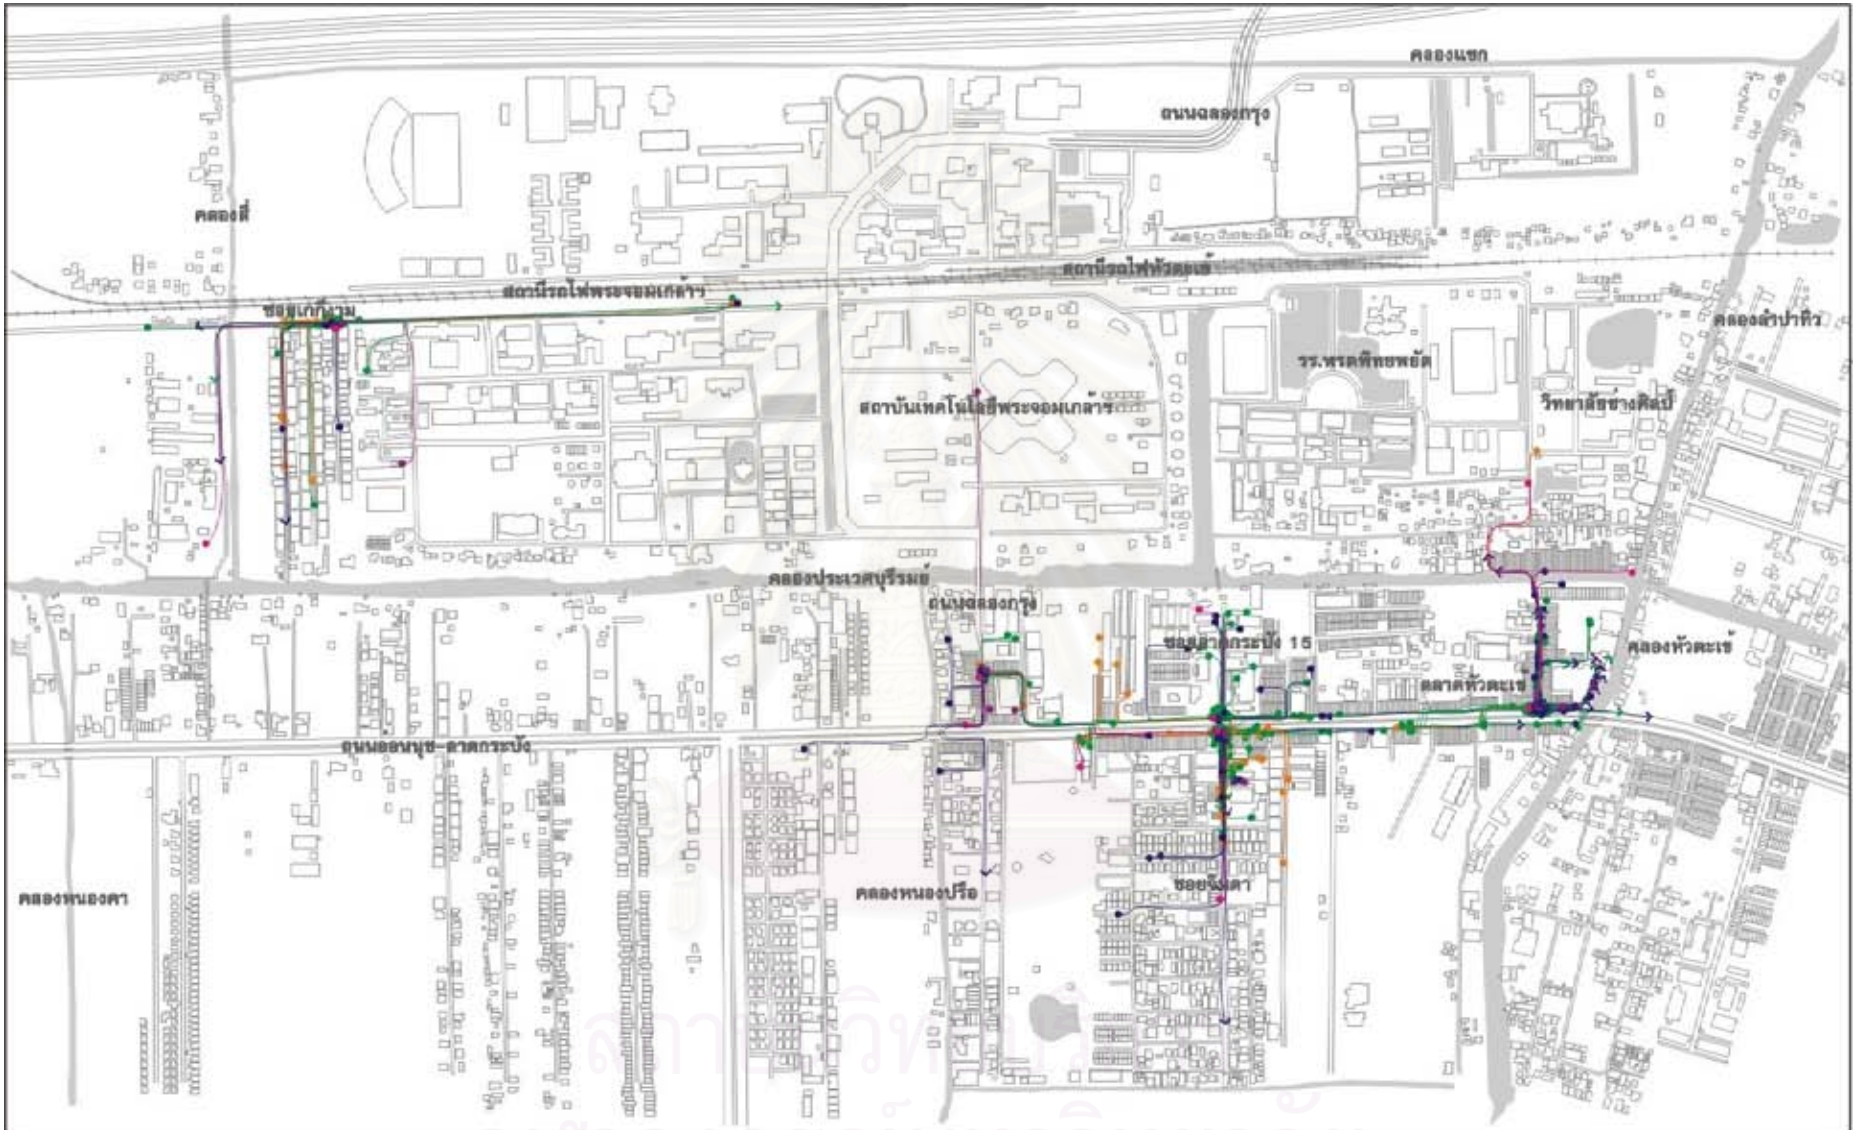 คลองแขก
ถนนฉลองกรุง
คลองสี่
สถานีรถไฟหัวตะเข้
สถานีรถไฟพระจอมเกล้าฯ
ซอยเกกีงาม
คลองลำปาทิว
รร.พรตพิทยพยัต
วิทยาลัยช่างศิลป์
สถาบันเทคโนโลยีพระจอมเกล้าฯ
คลองประเวศบุรีรมย์
ถนนฉลองกรุง
ซอยลาดกระบัง 15
คลองหัวตะเข้
ตลาดหัวตะเข้
ถนนอ่อนนุช-ลาดกระบัง
ซอยจินดา
คลองหนองปรือ
คลองหนองคา